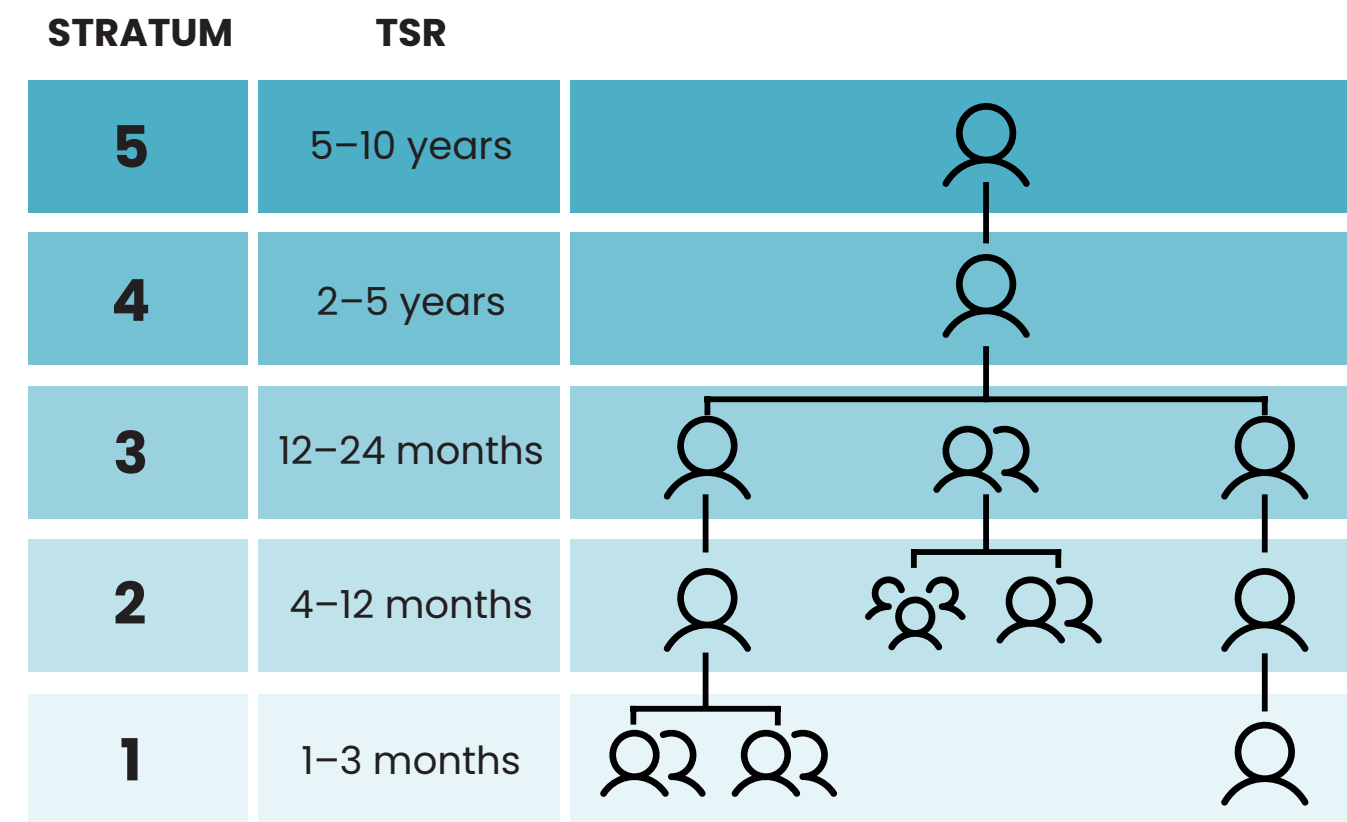 STRATUM TSR
5 5–10 years
4 2–5 years
3 12–24 months
2 4–12 months
1 1–3 months